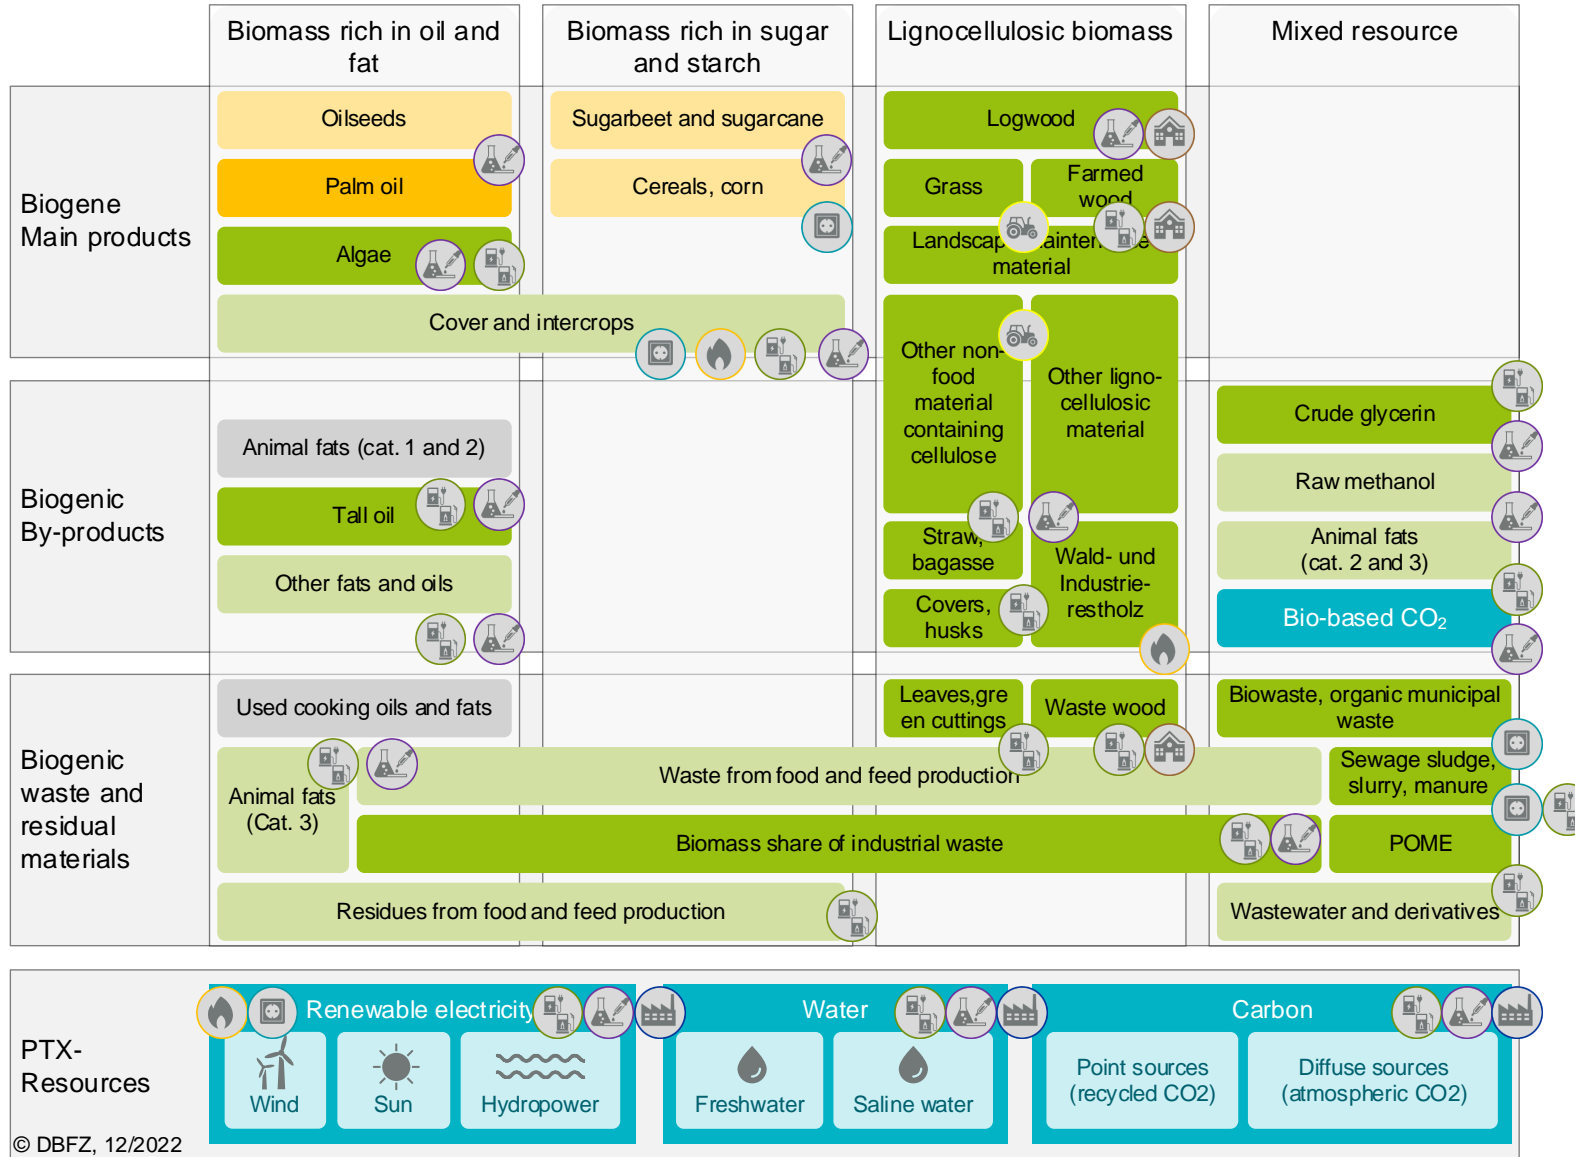 Biomass rich in oil and
fat
Biomass rich in sugar
and starch
Lignocellulosic biomass
Mixed resource
Biogene
Main products
Oilseeds
Palm oil
Algae
Cover and intercrops
Sugarbeet and sugarcane
Cereals, corn
Logwood
Grass
Farmed
wood
material
Other non-
food
material
containing
cellulose
Other ligno-
cellulosic
material
Biogenic
By-products
Animal fats (cat. 1 and 2)
Tall oil
Other fats and oils
Straw,
bagasse
Covers,
husks
Wald- und
Industrie-
restholz
Crude glycerin
Raw methanol
Animal fats
(cat. 2 and 3)
Bio-based CO₂
Biogenic
waste and
residual
materials
Used cooking oils and fats
Animal fats
(Cat. 3)
Leaves,gre
en cuttings
Waste wood
Waste from food and feed production
Biomass share of industrial waste
Residues from food and feed production
Biowaste, organic municipal
waste
Sewage sludge,
slurry, manure
POME
Wastewater and derivatives
PTX-
Resources
Renewable electricity
Wind
Sun
Hydropower
Water
Freshwater
Saline water
Carbon
Point sources
(recycled CO2)
Diffuse sources
(atmospheric CO2)
© DBFZ, 12/2022